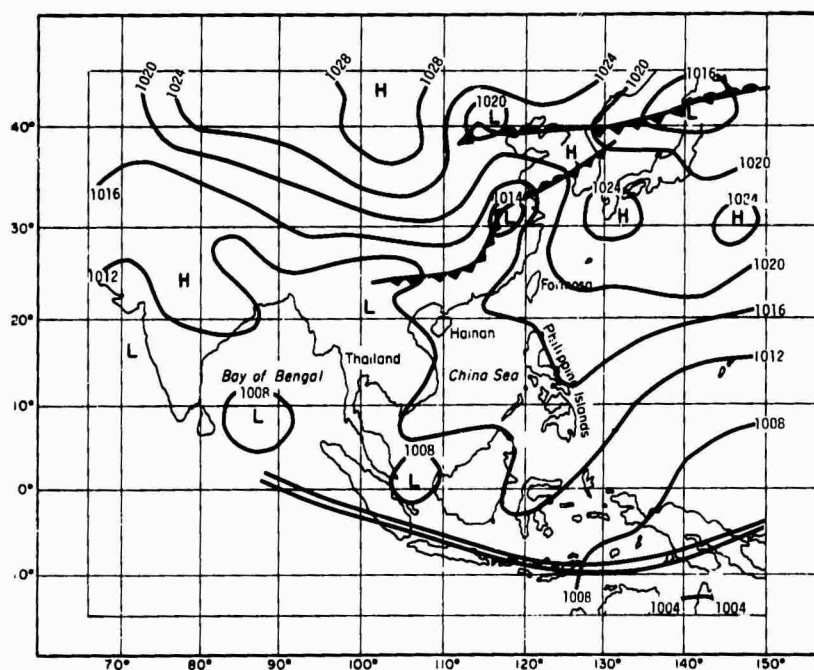 1020
1024
1028
H
1028
1024
1020
1016
1020
L
L
40°
H
1020
1016
1014
L
1024
H
1024
H
30°
1012
H
1020
Formosa
L
1016
20°
Hainan
Thailand
Philippine Islands
L
Bay of Bengal
China Sea
1012
1008
L
10°
1008
1008
L
0°
10°
1008
1004
1004
70°
80°
90°
100°
110°
120°
130°
140°
150°